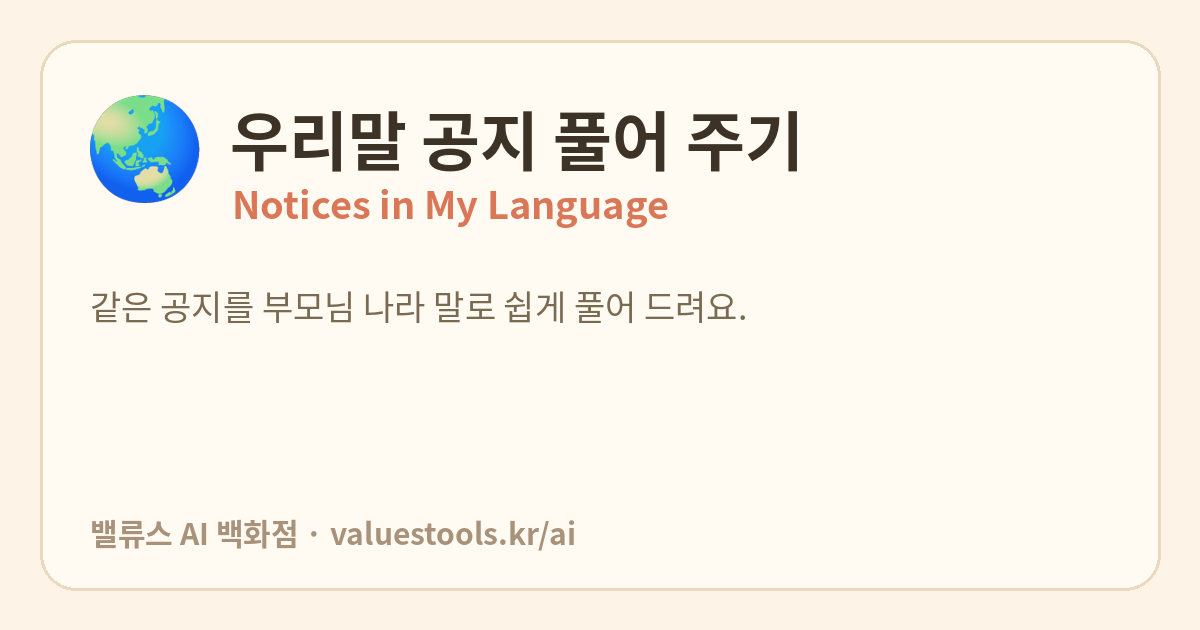 우리말 공지 풀어 주기
Notices in My Language
같은 공지를 부모님 나라 말로 쉽게 풀어 드려요.
밸류스 AI 백화점 · valuestools.kr/ai